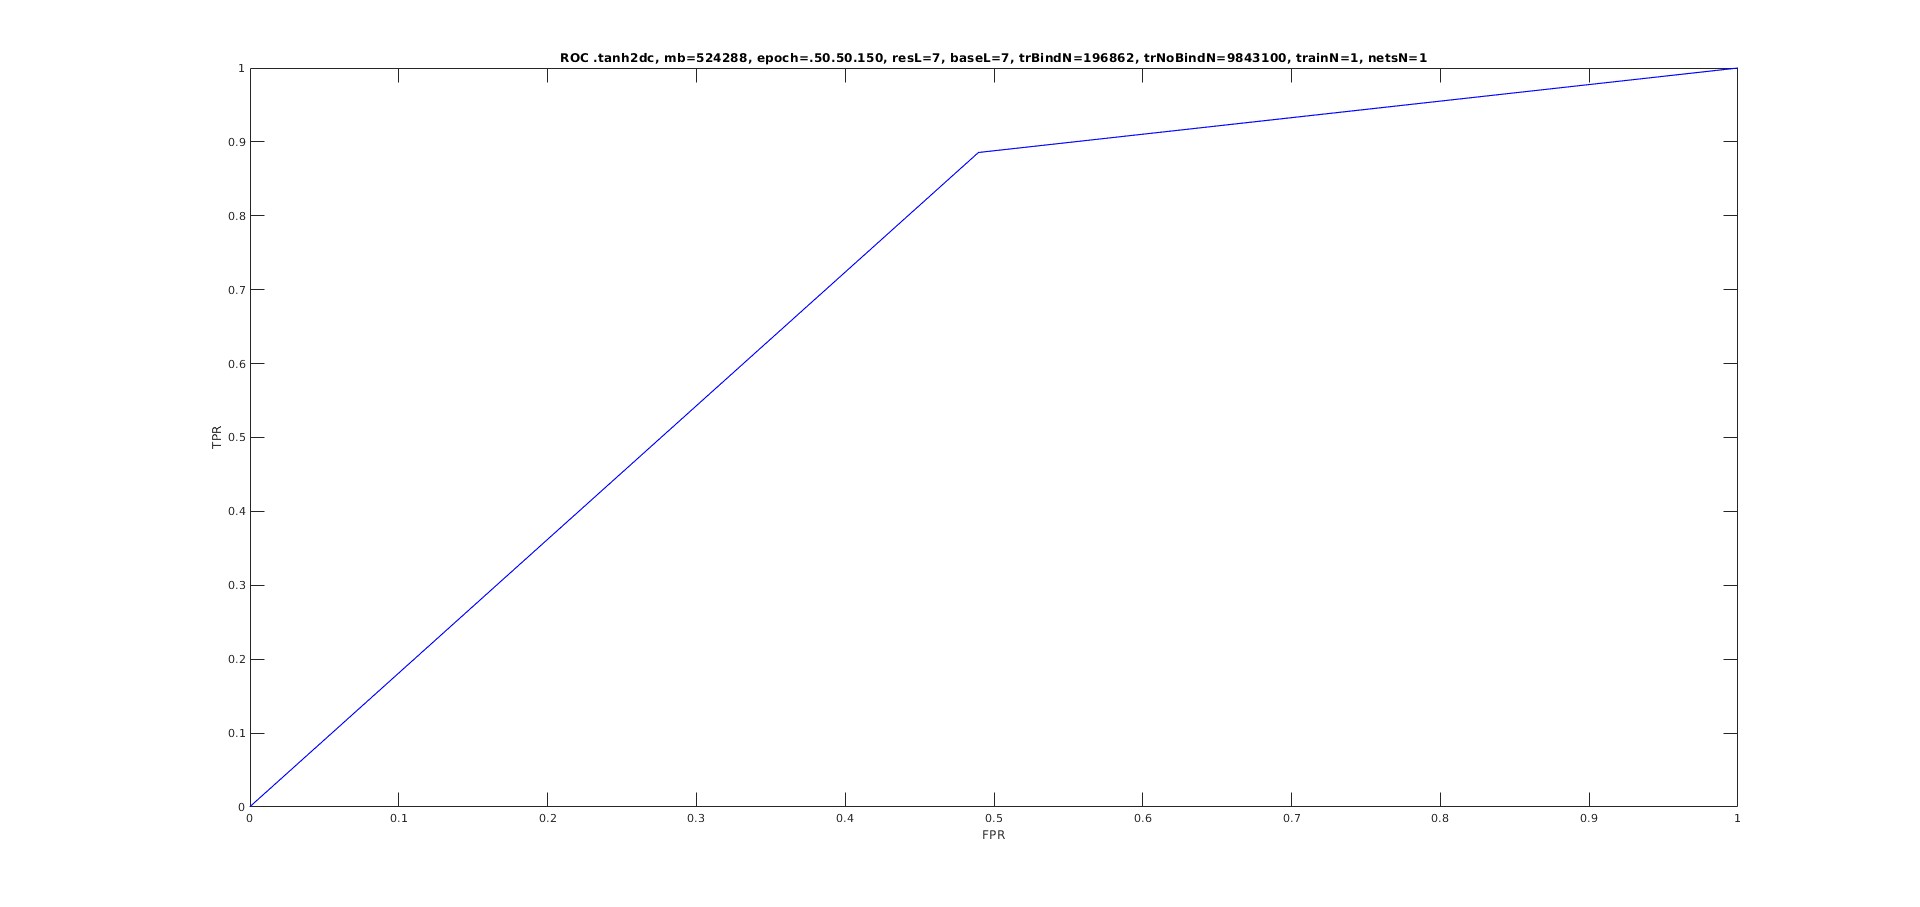 ROC .tanh2dc, mb=524288, epoch=.50.50.150, resL=7, baseL=7, trBindN=196862, trNoBindN=9843100, trainN=1, netsN=1
1
0.9
0.8
0.7
0.6
0.5
0.4
0.3
0.2
0.1
0
TPR
0 0.1 0.2 0.3 0.4 0.5 0.6 0.7 0.8 0.9 1
FPR